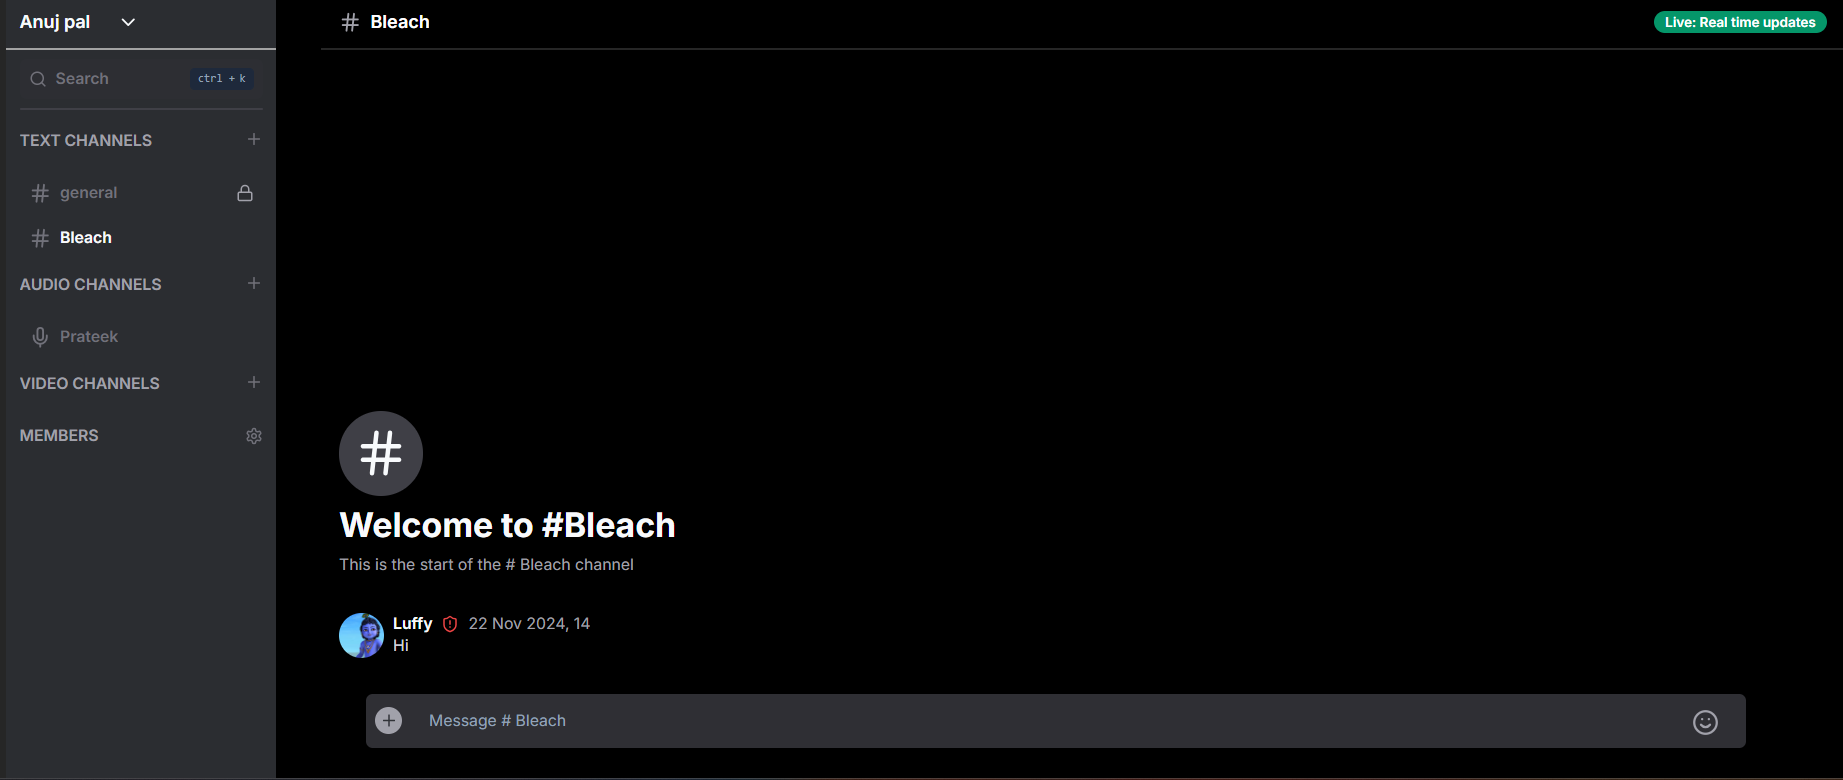 Anuj pal
Search ctrl + k
TEXT CHANNELS
general
Bleach
AUDIO CHANNELS
Prateek
VIDEO CHANNELS
MEMBERS
# Bleach
Live: Real time updates
#
Welcome to #Bleach
This is the start of the # Bleach channel
Luffy 22 Nov 2024, 14
Hi
Message # Bleach